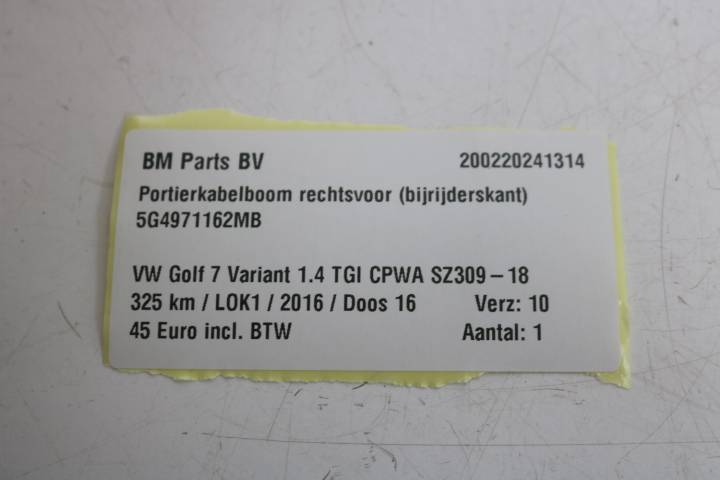 BM Parts BV 200220241314
Portierkabelboom rechtsvoor (bijrijderskant)
5G4971162MB
VW Golf 7 Variant 1.4 TGI CPWA SZ309 – 18
325 km / LOK1 / 2016 / Doos 16 Verz: 10
45 Euro incl. BTW Aantal: 1